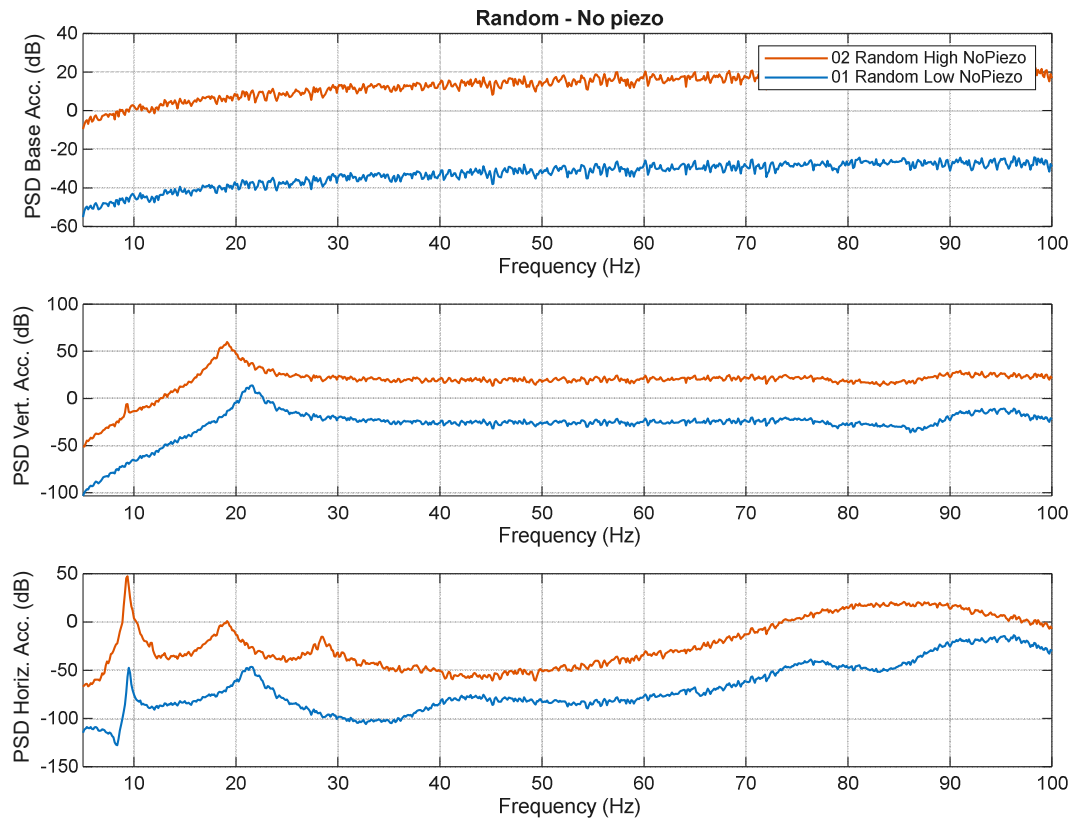 Random - No piezo
PSD Base Acc. (dB)
40
20
0
-20
-40
-60
02 Random High NoPiezo
01 Random Low NoPiezo
10 20 30 40 50 60 70 80 90 100
Frequency (Hz)
PSD Vert. Acc. (dB)
100
50
0
-50
-100
10 20 30 40 50 60 70 80 90 100
Frequency (Hz)
PSD Horiz. Acc. (dB)
50
0
-50
-100
-150
10 20 30 40 50 60 70 80 90 100
Frequency (Hz)